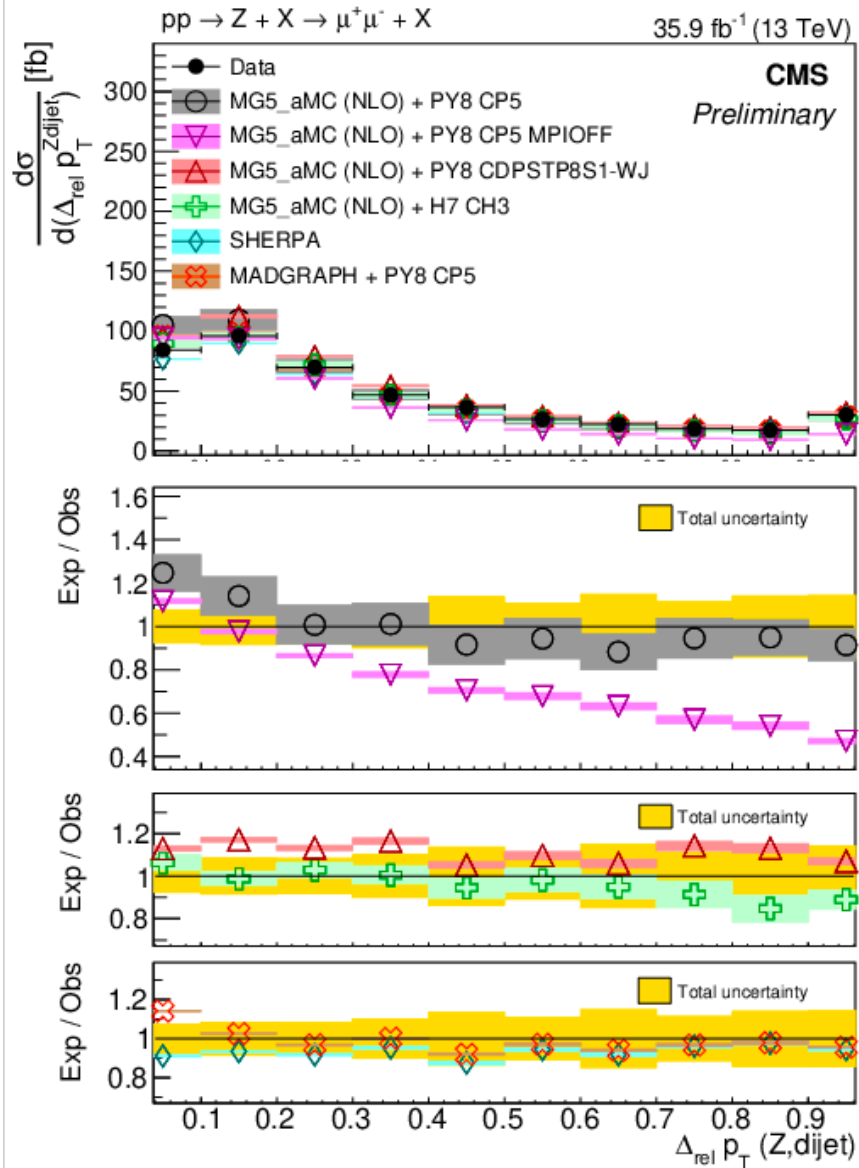 pp → Z + X → μ⁺μ⁻ + X
35.9 fb⁻¹ (13 TeV)
dσ / d(Δ_rel p_T^Zdijet) [fb]
CMS
Preliminary
Data
MG5_aMC (NLO) + PY8 CP5
MG5_aMC (NLO) + PY8 CP5 MPIOFF
MG5_aMC (NLO) + PY8 CDPSTP8S1-WJ
MG5_aMC (NLO) + H7 CH3
SHERPA
MADGRAPH + PY8 CP5
300
250
200
150
100
50
0
Exp / Obs
Total uncertainty
1.6
1.4
1.2
1
0.8
0.6
0.4
Exp / Obs
Total uncertainty
1.2
1
0.8
Exp / Obs
Total uncertainty
1.2
1
0.8
0.1 0.2 0.3 0.4 0.5 0.6 0.7 0.8 0.9
Δ_rel p_T (Z,dijet)